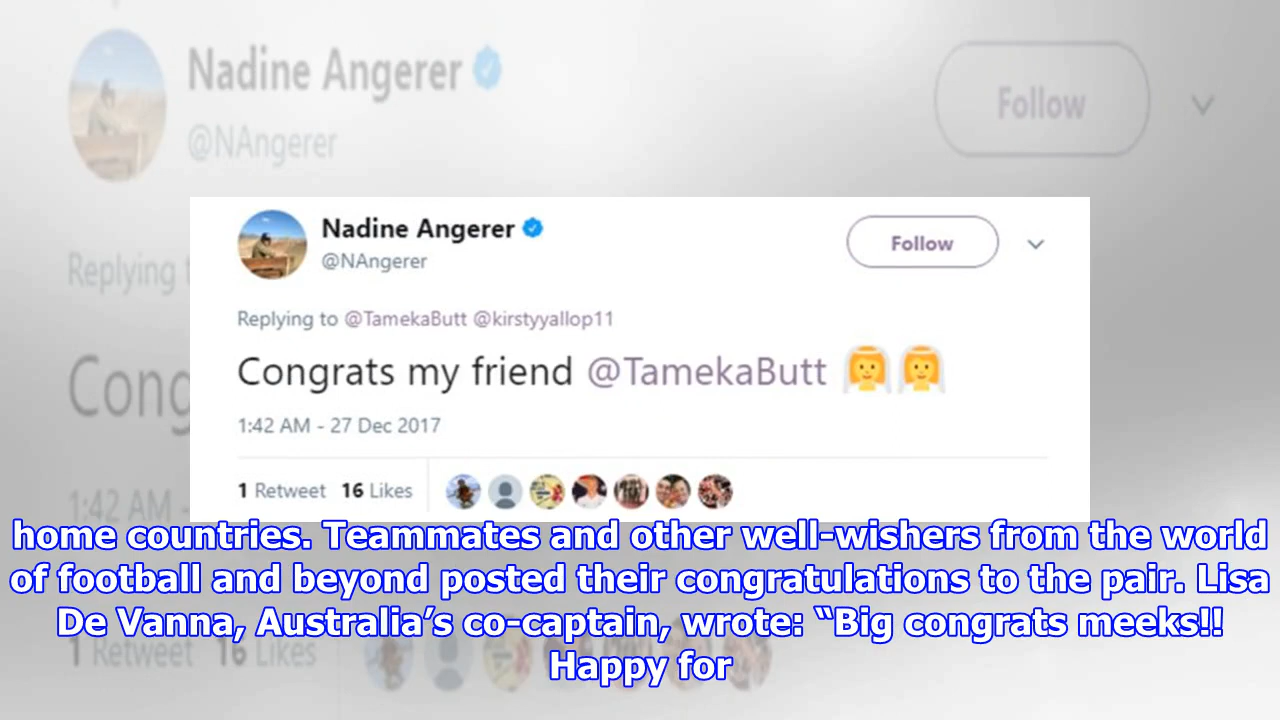 Nadine Angerer
@NAngerer
Follow
Replying t
Cong
1:42 AM -
1 Retweet 16 Likes
Nadine Angerer
@NAngerer
Follow
Replying to @TamekaButt @kirstyyallop11
Congrats my friend @TamekaButt 👰👰
1:42 AM - 27 Dec 2017
1 Retweet 16 Likes
home countries. Teammates and other well-wishers from the world
of football and beyond posted their congratulations to the pair. Lisa
De Vanna, Australia’s co-captain, wrote: “Big congrats meeks!!
Happy for